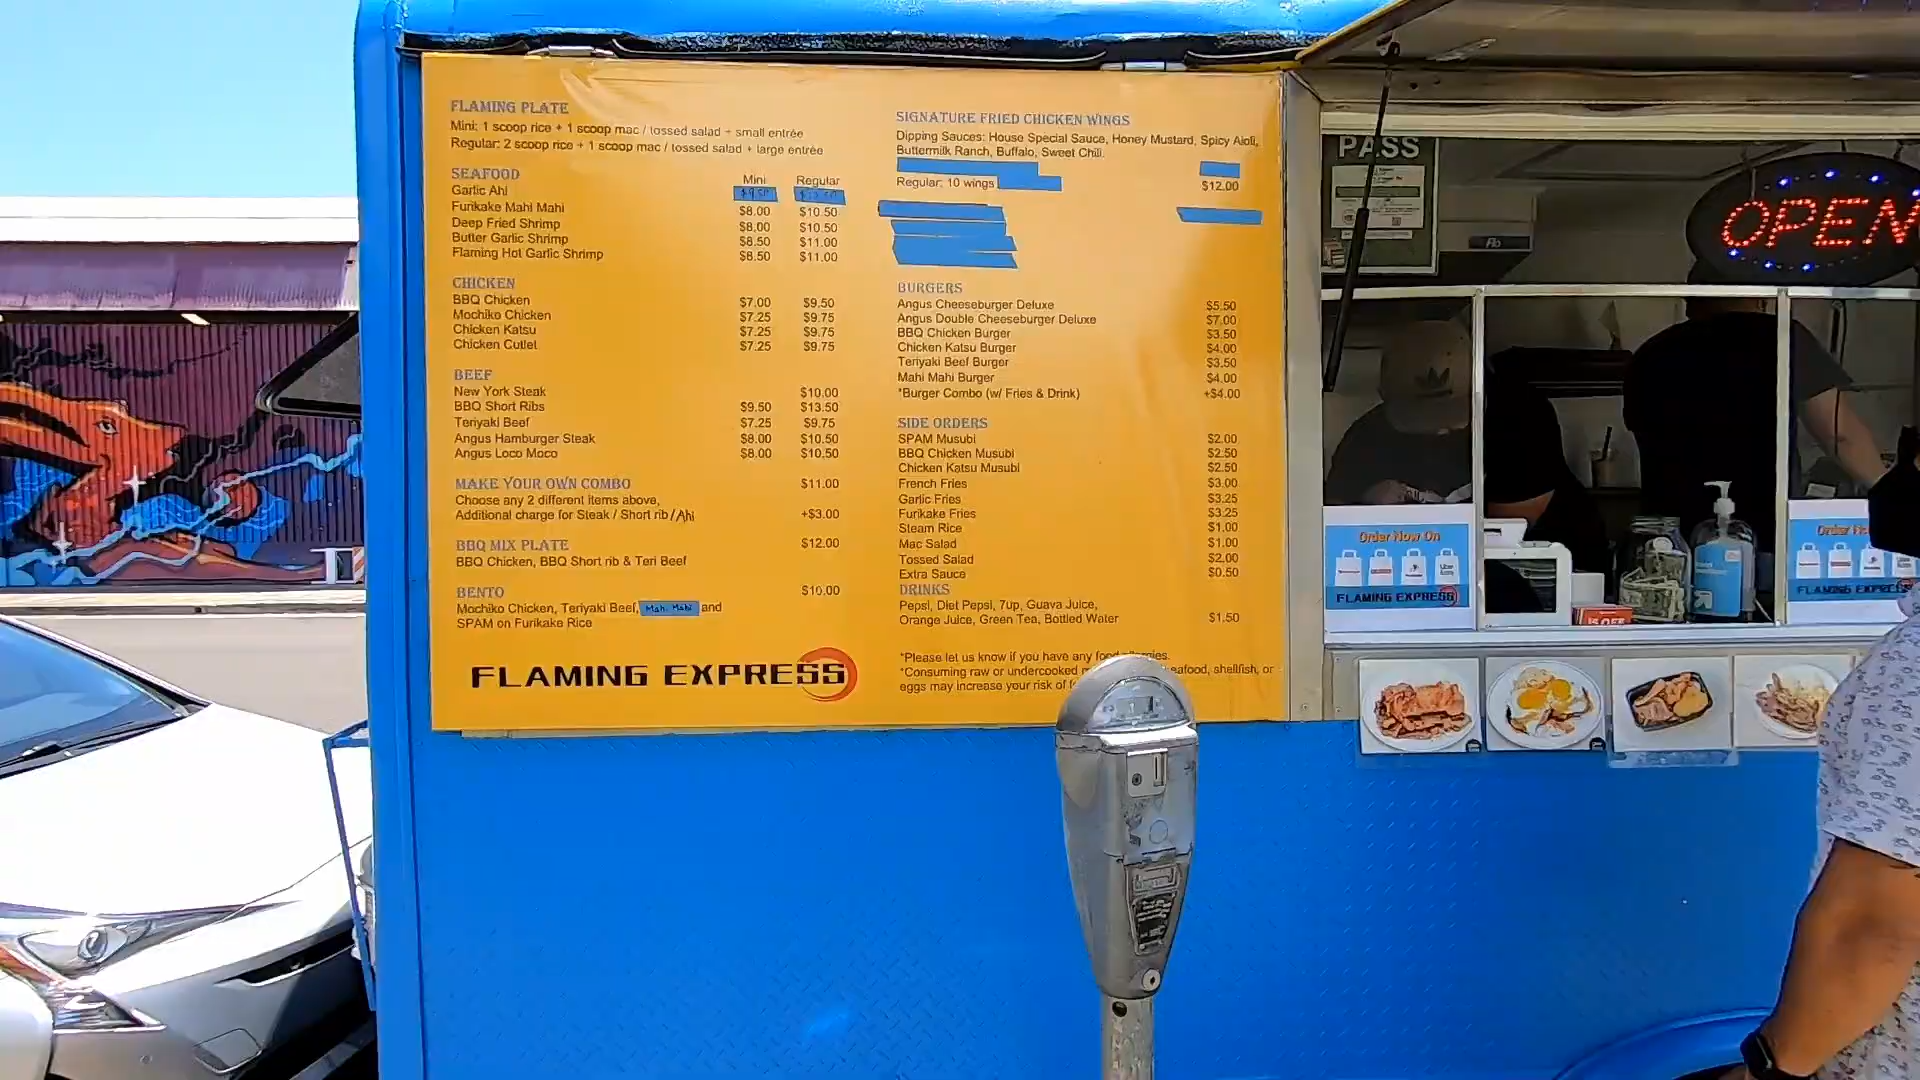 FLAMING PLATE
Mini: 1 scoop rice + 1 scoop mac / tossed salad + small entrée
Regular: 2 scoop rice + 1 scoop mac / tossed salad + large entrée
SEAFOOD Mini Regular
Garlic Ahi
Furikake Mahi Mahi $8.00 $10.50
Deep Fried Shrimp $8.00 $10.50
Butter Garlic Shrimp $8.50 $11.00
Flaming Hot Garlic Shrimp $8.50 $11.00
CHICKEN
BBQ Chicken $7.00 $9.50
Mochiko Chicken $7.25 $9.75
Chicken Katsu $7.25 $9.75
Chicken Cutlet $7.25 $9.75
BEEF
New York Steak $10.00
BBQ Short Ribs $9.50 $13.50
Teriyaki Beef $7.25 $9.75
Angus Hamburger Steak $8.00 $10.50
Angus Loco Moco $8.00 $10.50
MAKE YOUR OWN COMBO $11.00
Choose any 2 different items above,
Additional charge for Steak / Short rib / Ahi +$3.00
BBQ MIX PLATE $12.00
BBQ Chicken, BBQ Short rib & Teri Beef
BENTO $10.00
Mochiko Chicken, Teriyaki Beef, Mahi Mahi and
SPAM on Furikake Rice
FLAMING EXPRESS
SIGNATURE FRIED CHICKEN WINGS
Dipping Sauces: House Special Sauce, Honey Mustard, Spicy Aioli,
Buttermilk Ranch, Buffalo, Sweet Chili.
Regular: 10 wings $12.00
BURGERS
Angus Cheeseburger Deluxe $5.50
Angus Double Cheeseburger Deluxe $7.00
BBQ Chicken Burger $3.50
Chicken Katsu Burger $4.00
Teriyaki Beef Burger $3.50
Mahi Mahi Burger $4.00
*Burger Combo (w/ Fries & Drink) +$4.00
SIDE ORDERS
SPAM Musubi $2.00
BBQ Chicken Musubi $2.50
Chicken Katsu Musubi $2.50
French Fries $3.00
Garlic Fries $3.25
Furikake Fries $3.25
Steam Rice $1.00
Mac Salad $1.00
Tossed Salad $2.00
Extra Sauce $0.50
DRINKS
Pepsi, Diet Pepsi, 7up, Guava Juice,
Orange Juice, Green Tea, Bottled Water $1.50
*Please let us know if you have any food
*Consuming raw or undercooked seafood, shellfish, or
eggs may increase your risk of
PASS
OPEN
Order Now On
Uber Eats
FLAMING EXPRESS
Order
FLAMING EXPRESS